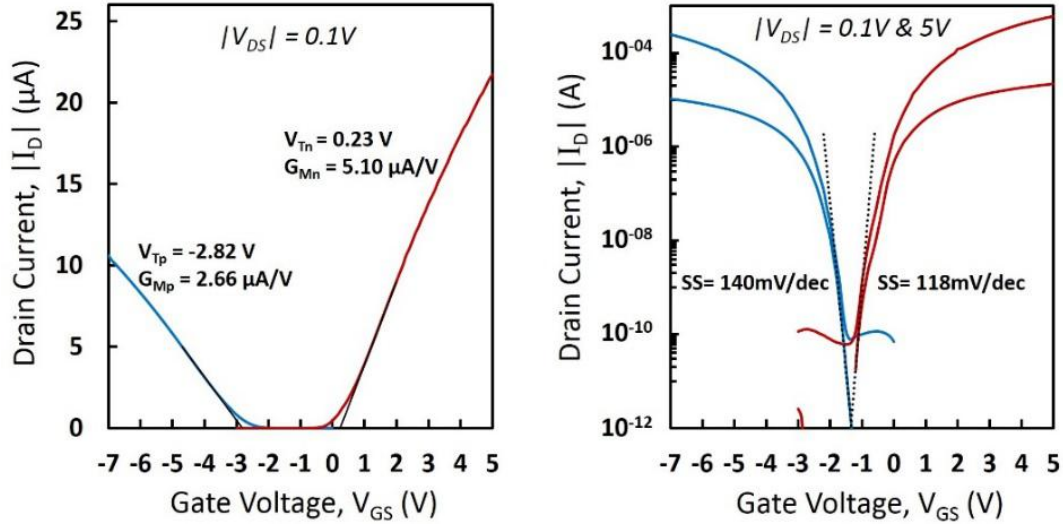 |V_DS| = 0.1V
25
20
15
10
5
0
V_Tn = 0.23 V
G_Mn = 5.10 µA/V
V_Tp = -2.82 V
G_Mp = 2.66 µA/V
-7 -6 -5 -4 -3 -2 -1 0 1 2 3 4 5
Gate Voltage, V_GS (V)
Drain Current, |I_D| (µA)
|V_DS| = 0.1V & 5V
10^-04
10^-06
10^-08
10^-10
10^-12
SS= 140mV/dec
SS= 118mV/dec
-7 -6 -5 -4 -3 -2 -1 0 1 2 3 4 5
Gate Voltage, V_GS (V)
Drain Current, |I_D| (A)